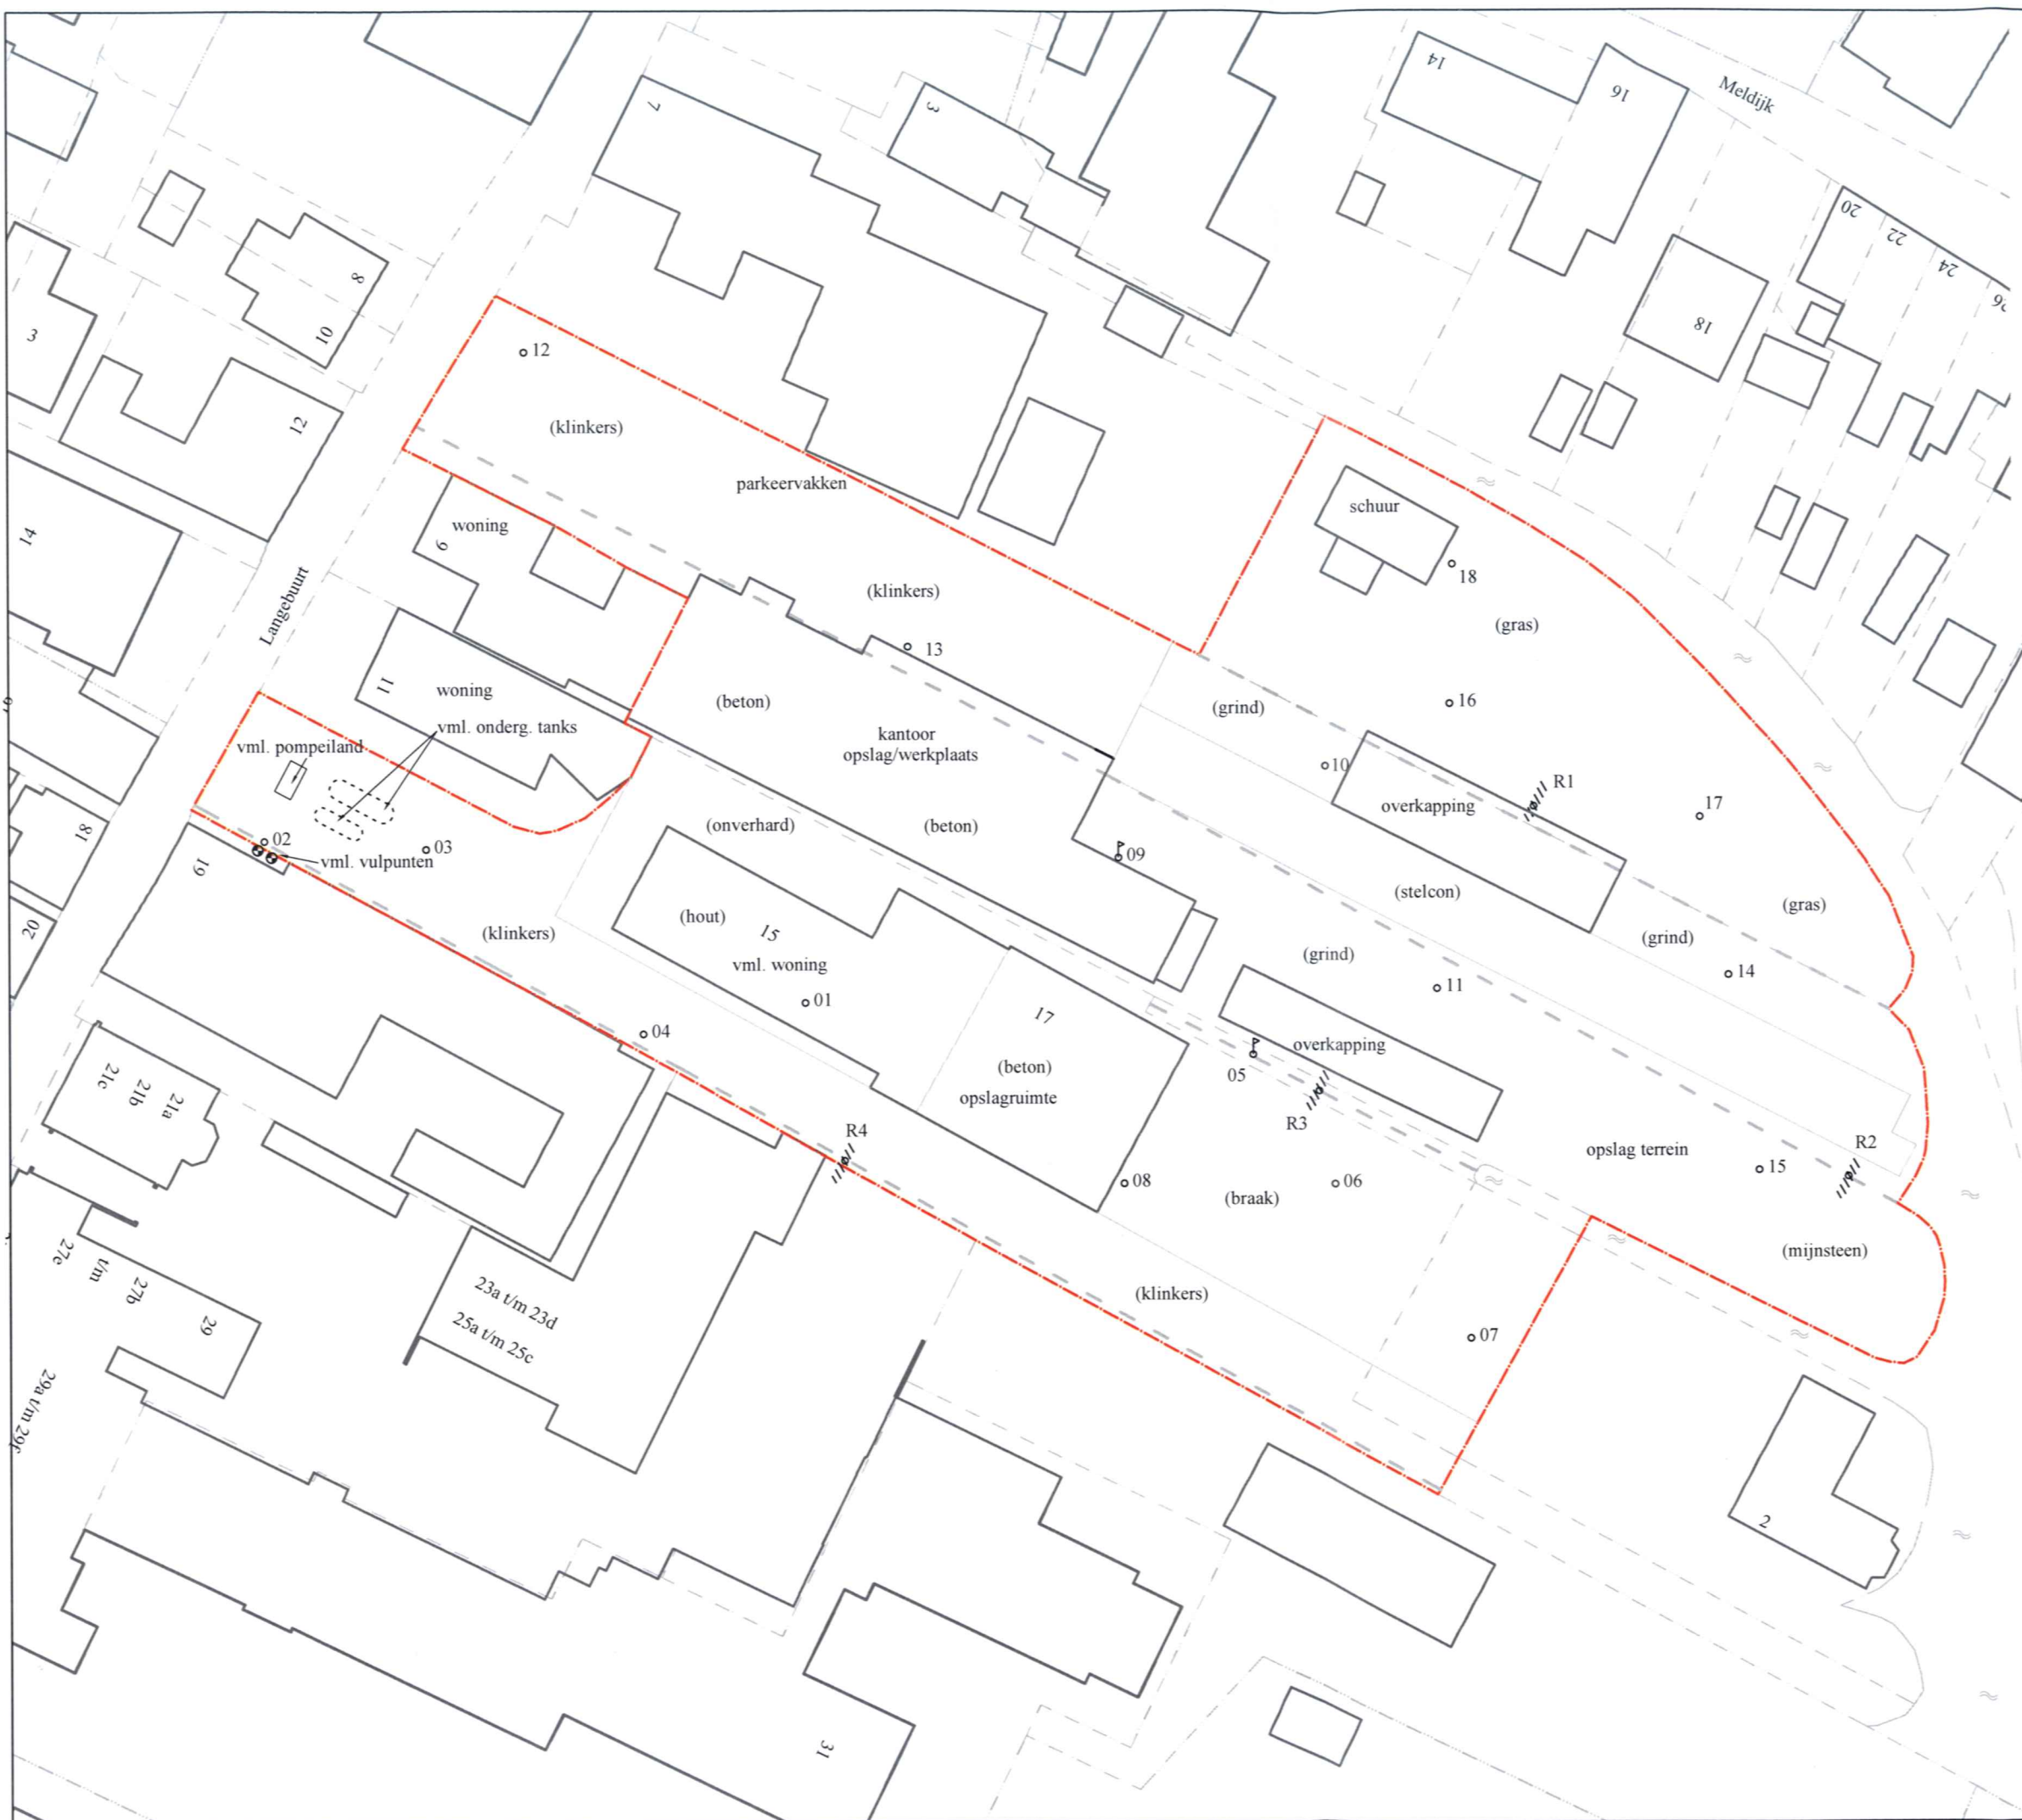 7
3
14
16
Meldijk
20
22
24
18
8
10
3
12
12
(klinkers)
parkeervakken
14
woning
9
schuur
18
(klinkers)
(gras)
Langeburt
13
11
woning
(beton)
(grind)
16
vml. onderg. tanks
kantoor
opslag/werkplaats
vml. pompeiland
10
R1
overkapping
17
(onverhard)
(beton)
18
02
03
vml. vulpunten
09
19
(stelcon)
(gras)
(hout)
15
20
(klinkers)
(grind)
vml. woning
(grind)
14
01
11
17
04
overkapping
(beton)
05
opslagruimte
21c
21b
21a
R3
R4
opslag terrein
R2
15
08
06
(braak)
27e
t/m
27b
(mijnsteen)
23a t/m 23d
(klinkers)
29
25a t/m 25c
07
29a t/m 29f
2
31